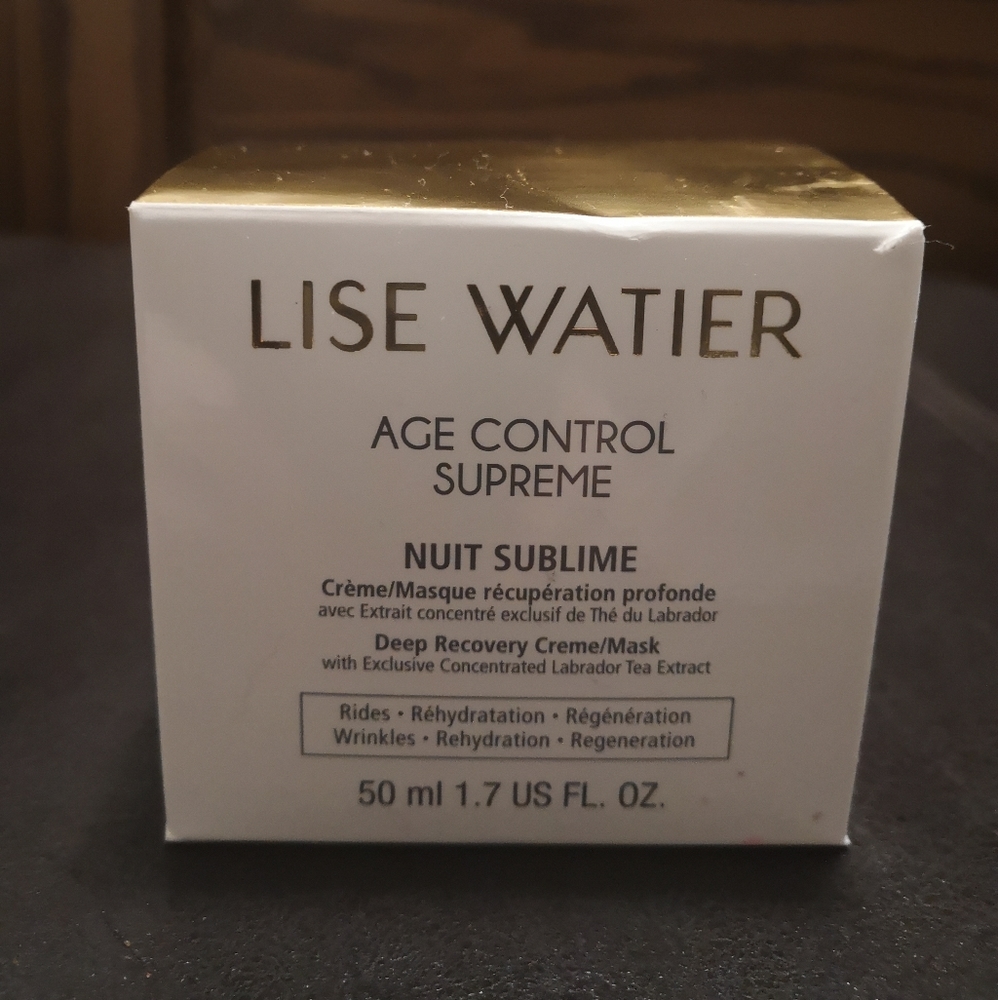 LISE WATIER
AGE CONTROL
SUPREME
NUIT SUBLIME
Crème/Masque récupération profonde
avec Extrait concentré exclusif de Thé du Labrador
Deep Recovery Creme/Mask
with Exclusive Concentrated Labrador Tea Extract
Rides • Réhydratation • Régénération
Wrinkles • Rehydration • Regeneration
50 ml 1.7 US FL. OZ.